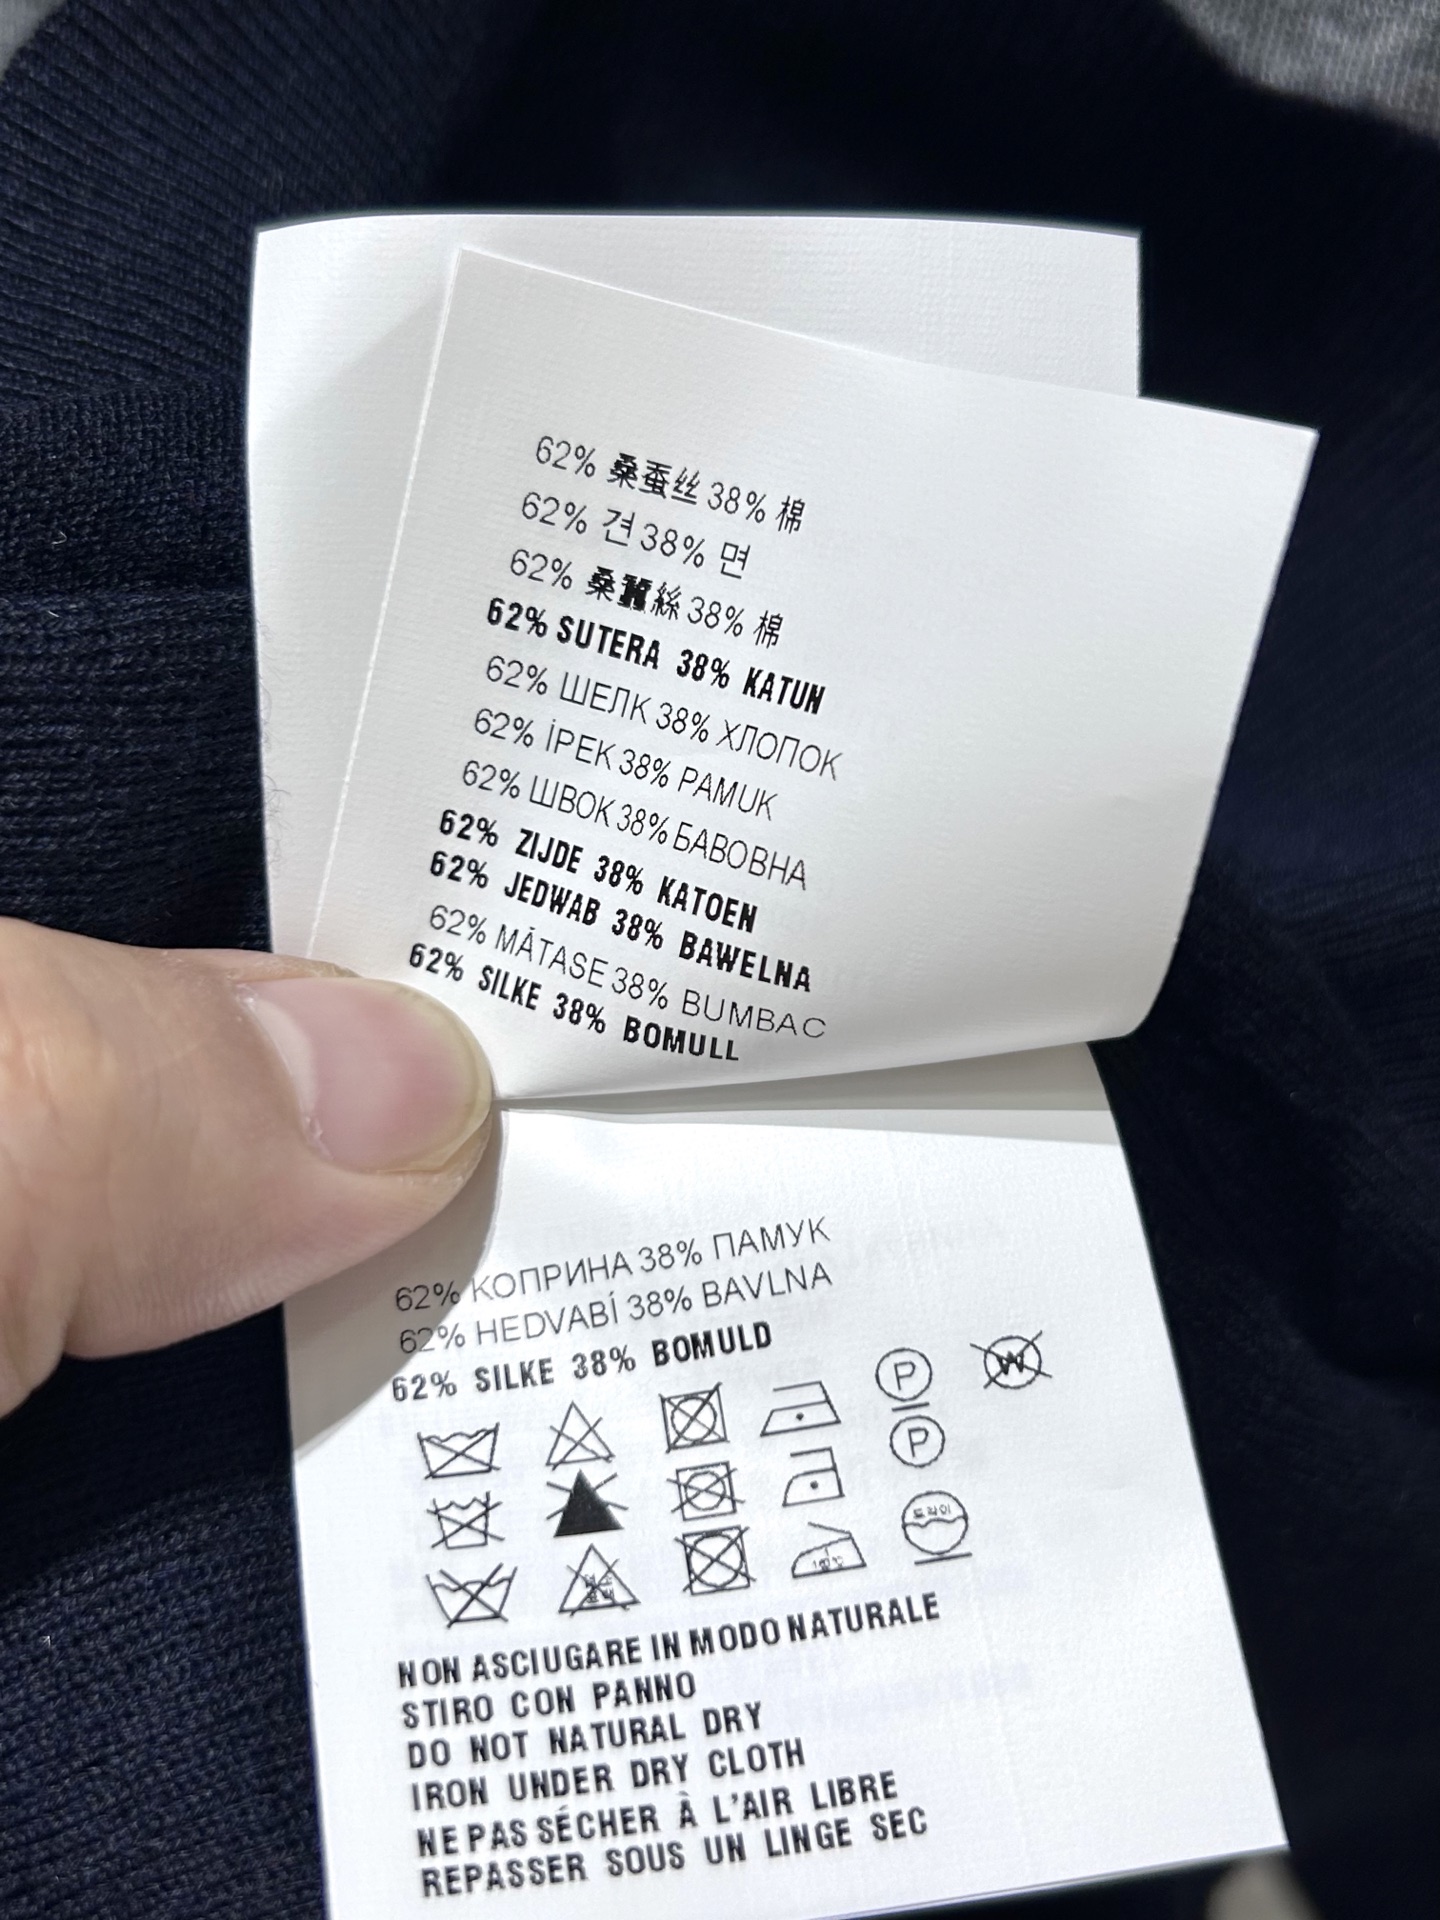 62% 桑蚕丝 38% 棉
62% 견 38% 면
62% 桑蠶絲 38% 棉
62% SUTERA 38% KATUN
62% ШЕЛК 38% ХЛОПОК
62% İPEK 38% PAMUK
62% ШВОК 38% БАВОВНА
62% ZIJDE 38% KATOEN
62% JEDWAB 38% BAWELNA
62% MĂTASE 38% BUMBAC
62% SILKE 38% BOMULL
62% КОПРИНА 38% ПАМУК
62% HEDVABÍ 38% BAVLNA
62% SILKE 38% BOMULD
P W
P
드라이
NON ASCIUGARE IN MODO NATURALE
STIRO CON PANNO
DO NOT NATURAL DRY
IRON UNDER DRY CLOTH
NE PAS SÉCHER À L'AIR LIBRE
REPASSER SOUS UN LINGE SEC